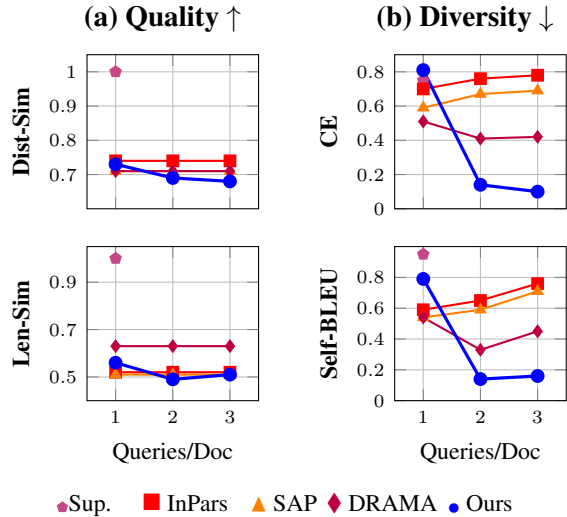 (a) Quality ↑
(b) Diversity ↓
Dist-Sim
1
0.9
0.8
0.7
CE
0.8
0.6
0.4
0.2
0
Len-Sim
0.9
0.7
0.5
1 2 3
Queries/Doc
Self-BLEU
0.8
0.6
0.4
0.2
0
1 2 3
Queries/Doc
Sup. InPars SAP DRAMA Ours